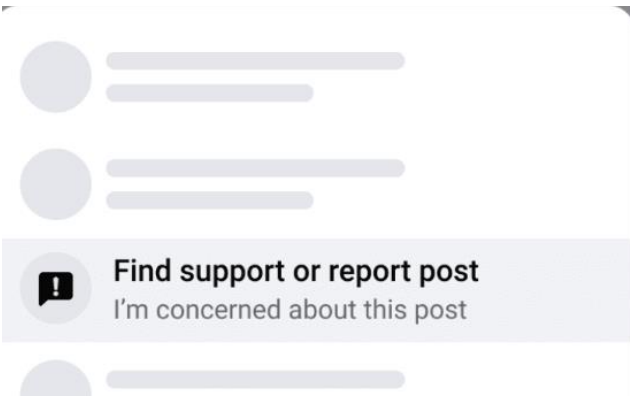 Find support or report post
I’m concerned about this post